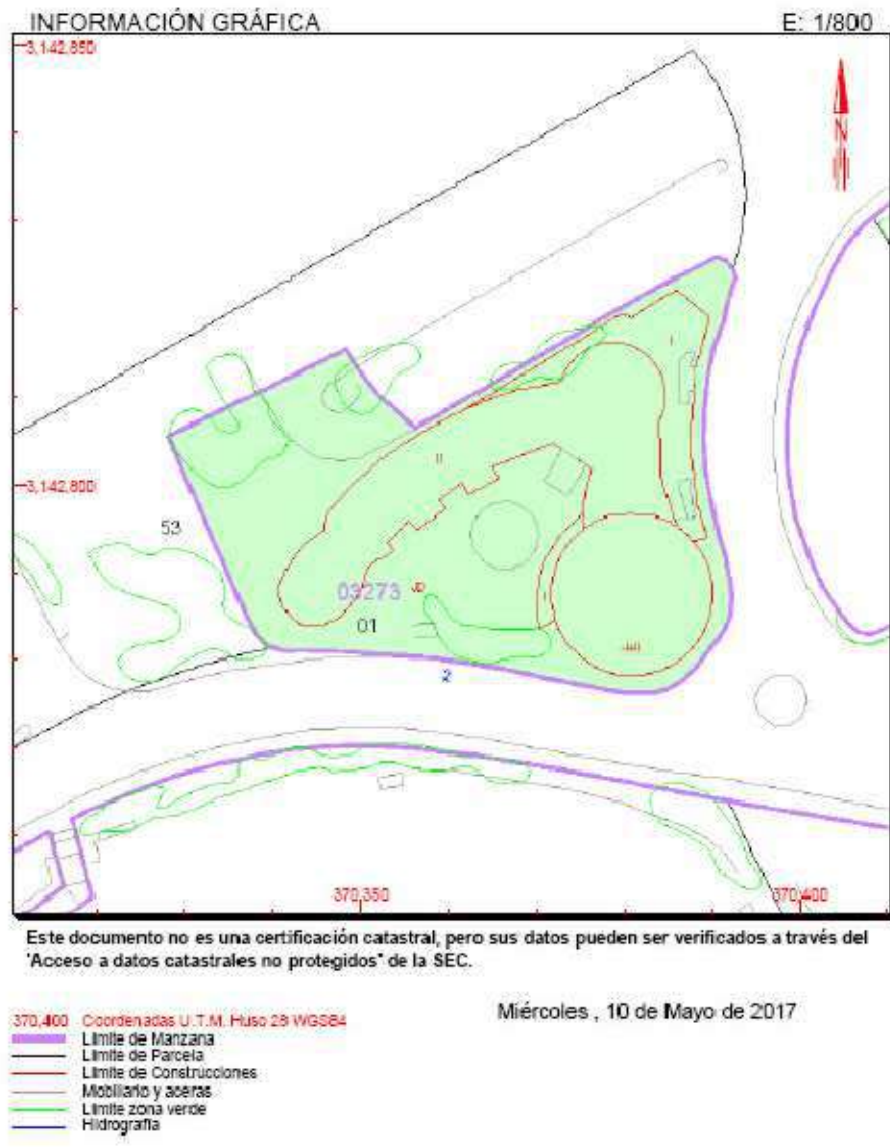 INFORMACIÓN GRÁFICA
E: 1/800
3,142,850
N
I
II
3,142,800
53
03273
JD
01
2
370,350
370,400
Este documento no es una certificación catastral, pero sus datos pueden ser verificados a través del
"Acceso a datos catastrales no protegidos" de la SEC.
Miércoles , 10 de Mayo de 2017
370,400 Coordenadas U.T.M. Huso 28 WGS84
Límite de Manzana
Límite de Parcela
Límite de Construcciones
Mobiliario y aceras
Límite zona verde
Hidrografía